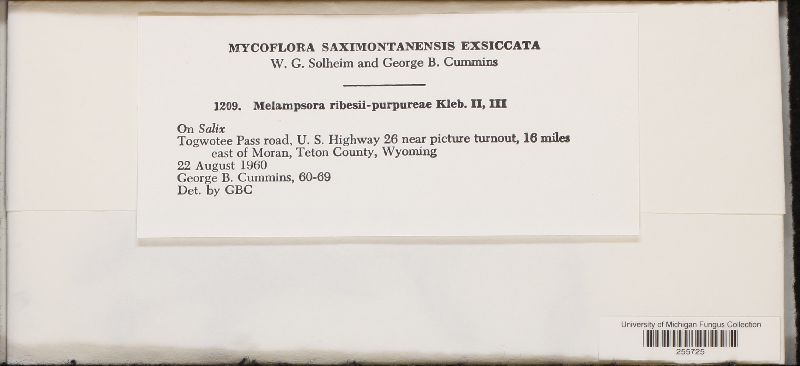 MYCOFLORA SAXIMONTANENSIS EXSICCATA
W. G. Solheim and George B. Cummins
1209. Melampsora ribesii-purpureae Kleb. II, III
On Salix
Togwotee Pass road, U. S. Highway 26 near picture turnout, 16 miles
east of Moran, Teton County, Wyoming
22 August 1960
George B. Cummins, 60-69
Det. by GBC
University of Michigan Fungus Collection
255725